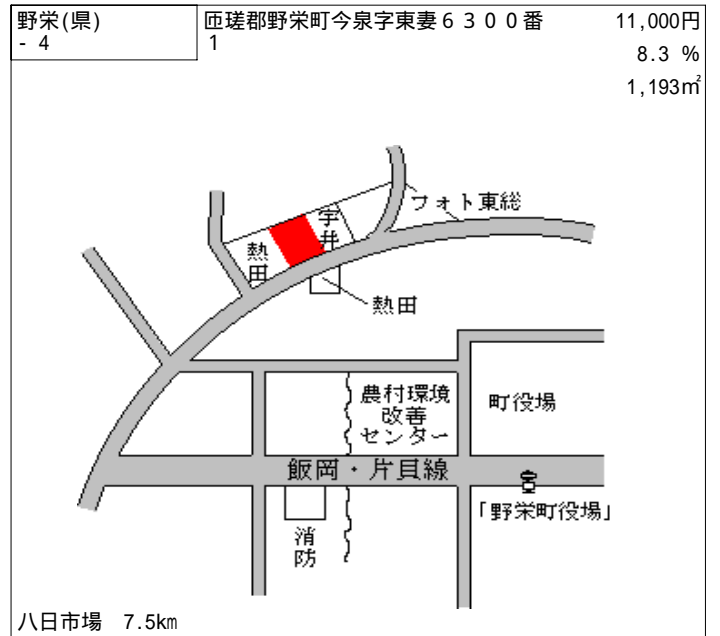 野栄(県)
- 4
匝瑳郡野栄町今泉字東妻６３００番
1
11,000円
8.3 %
1,193㎡
フォト東総
宇井
熱田
熱田
農村環境
改善
センター
町役場
飯岡・片貝線
「野栄町役場」
消防
八日市場 7.5km